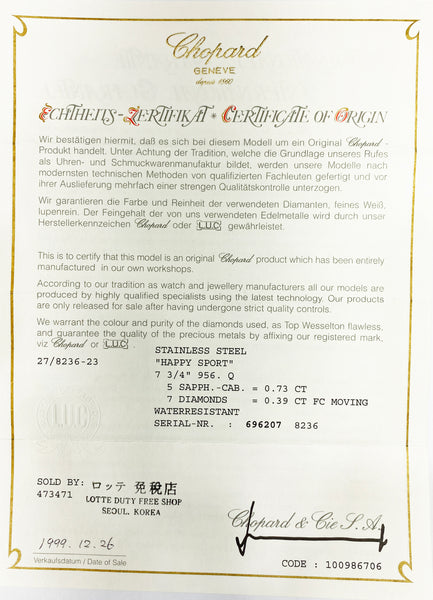 Chopard
GENÈVE
depuis 1860
ECHTHEITS-ZERTIFIKAT * CERTIFICATE OF ORIGIN
Wir bestätigen hiermit, daß es sich bei diesem Modell um ein Original Chopard -
Produkt handelt. Unter Achtung der Tradition, welche die Grundlage unseres Rufes
als Uhren- und Schmuckwarenmanufaktur bildet, werden unsere Modelle nach
modernsten technischen Methoden von qualifizierten Fachleuten gefertigt und vor
ihrer Auslieferung mehrfach einer strengen Qualitätskontrolle unterzogen.
Wir garantieren die Farbe und Reinheit der verwendeten Diamanten, feines Weiß,
lupenrein. Der Feingehalt der von uns verwendeten Edelmetalle wird durch unser
Herstellerkennzeichen Chopard oder L.U.C gewährleistet.
This is to certify that this model is an original Chopard product which has been entirely
manufactured in our own workshops.
According to our tradition as watch and jewellery manufacturers all our models are
produced by highly qualified specialists using the latest technology. Our products
are only released for sale after having undergone strict quality controls.
We warrant the colour and purity of the diamonds used, as Top Wesselton flawless,
and guarantee the quality of the precious metals by affixing our registered mark,
viz Chopard or L.U.C.
STAINLESS STEEL
27/8236-23 "HAPPY SPORT"
7 3/4" 956. Q
5 SAPPH.-CAB. = 0.73 CT
7 DIAMONDS = 0.39 CT FC MOVING
WATERRESISTANT
SERIAL-NR. : 696207 8236
L.U.C
SOLD BY: ロッテ 免税店
473471 LOTTE DUTY FREE SHOP
SEOUL, KOREA
Chopard & Cie S.A.
1999.12.26
Verkaufsdatum / Date of Sale
CODE : 100986706